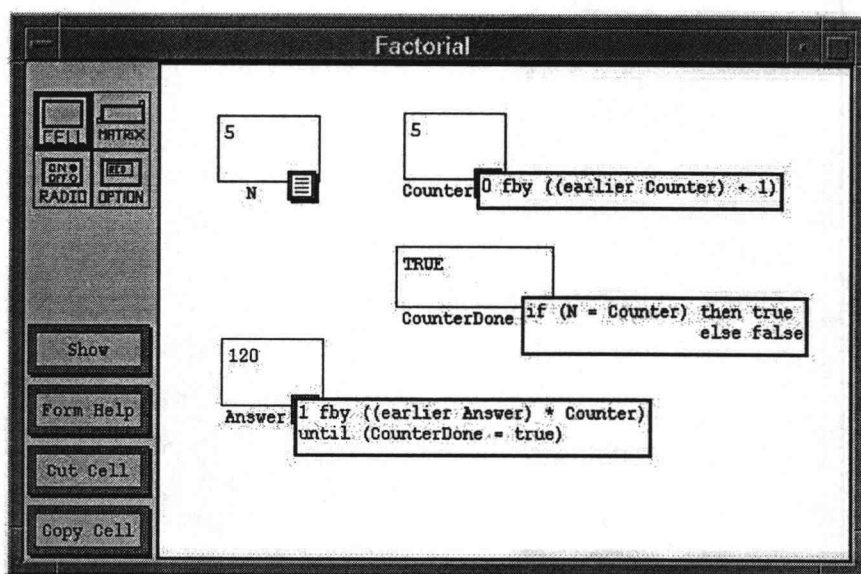 Factorial
CELL
MATRIX
RADIO
OPTION
5
N
5
Counter
0 fby ((earlier Counter) + 1)
TRUE
CounterDone
if (N = Counter) then true
else false
Show
120
Form Help
Answer
1 fby ((earlier Answer) * Counter)
until (CounterDone = true)
Cut Cell
Copy Cell